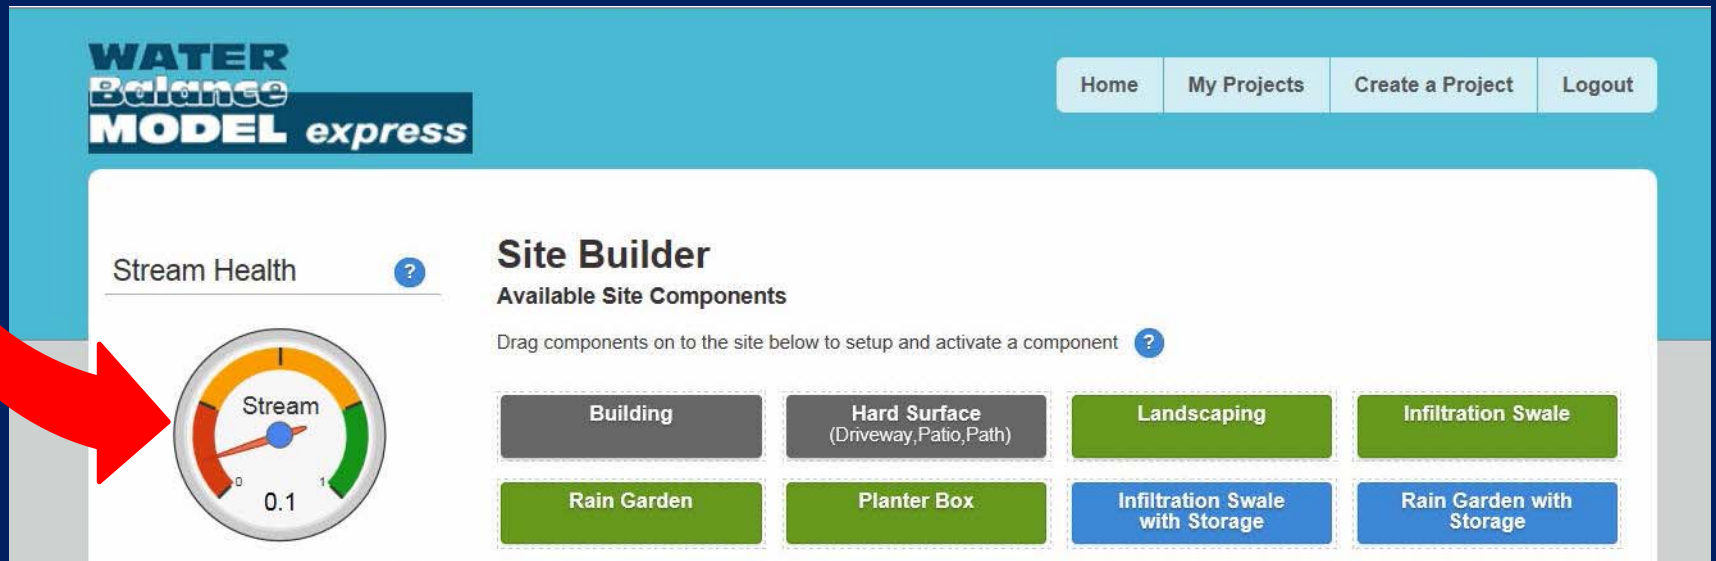 WATER
Balance
MODEL express
Home
My Projects
Create a Project
Logout
Stream Health
?
Stream
0
1
0.1
Site Builder
Available Site Components
Drag components on to the site below to setup and activate a component ?
Building
Hard Surface
(Driveway,Patio,Path)
Landscaping
Infiltration Swale
Rain Garden
Planter Box
Infiltration Swale
with Storage
Rain Garden with
Storage